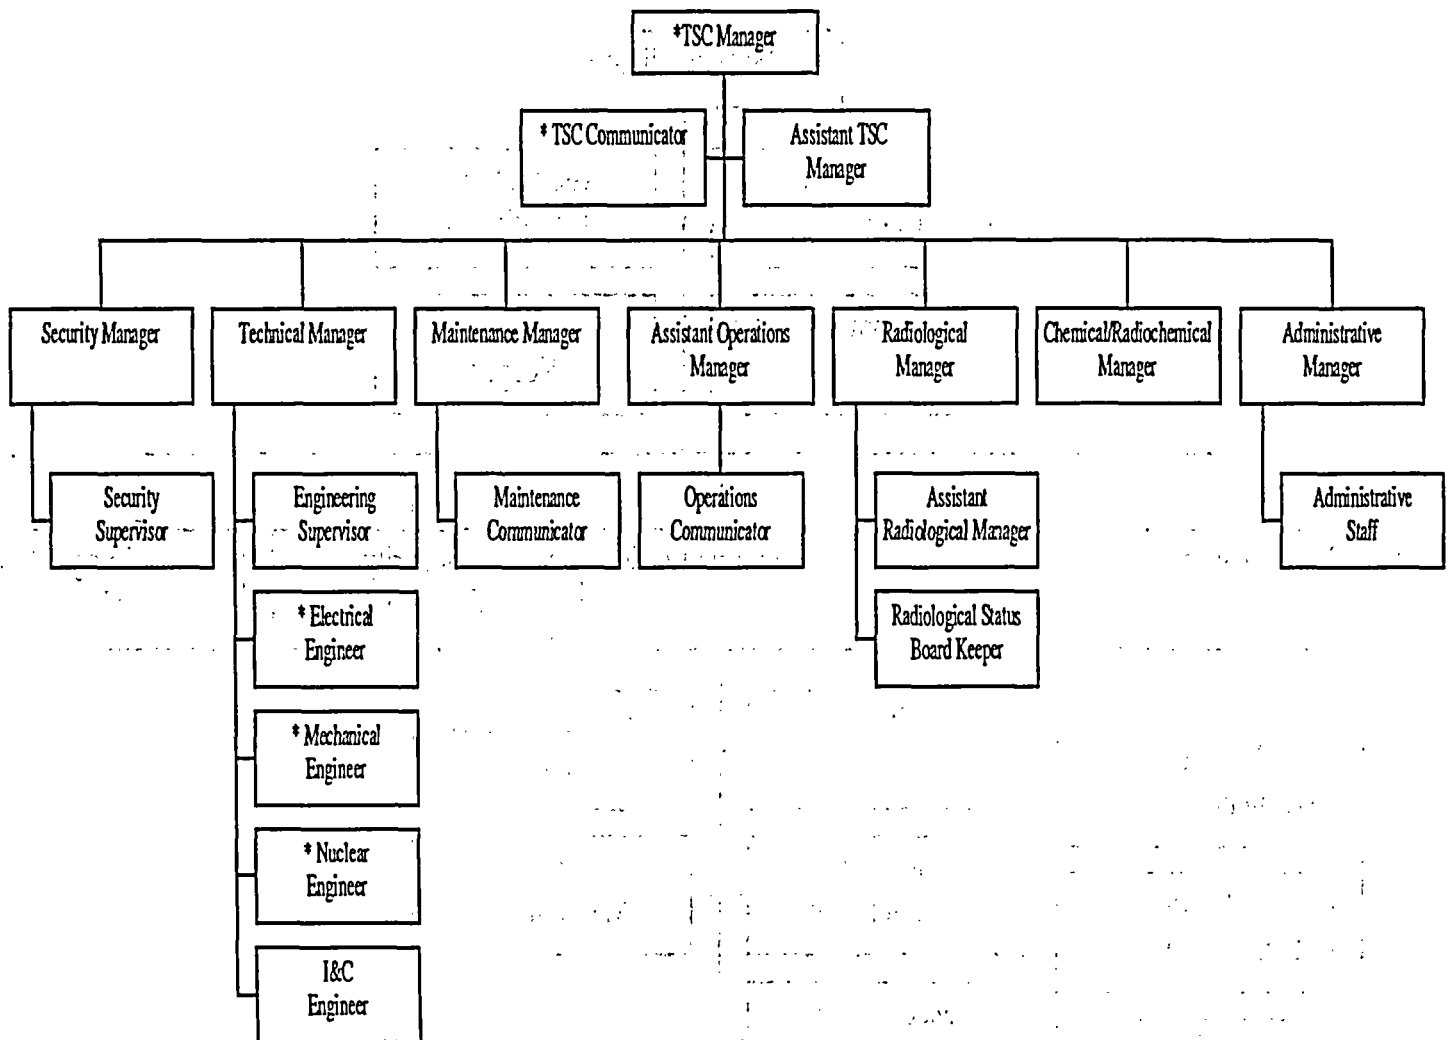 *TSC Manager
* TSC Communicator
Assistant TSC
Manager
Security Manager
Technical Manager
Maintenance Manager
Assistant Operations
Manager
Radiological
Manager
Chemical/Radiochemical
Manager
Administrative
Manager
Security
Supervisor
Engineering
Supervisor
Maintenance
Communicator
Operations
Communicator
Assistant
Radiological Manager
Administrative
Staff
* Electrical
Engineer
Radiological Status
Board Keeper
* Mechanical
Engineer
* Nuclear
Engineer
I&C
Engineer